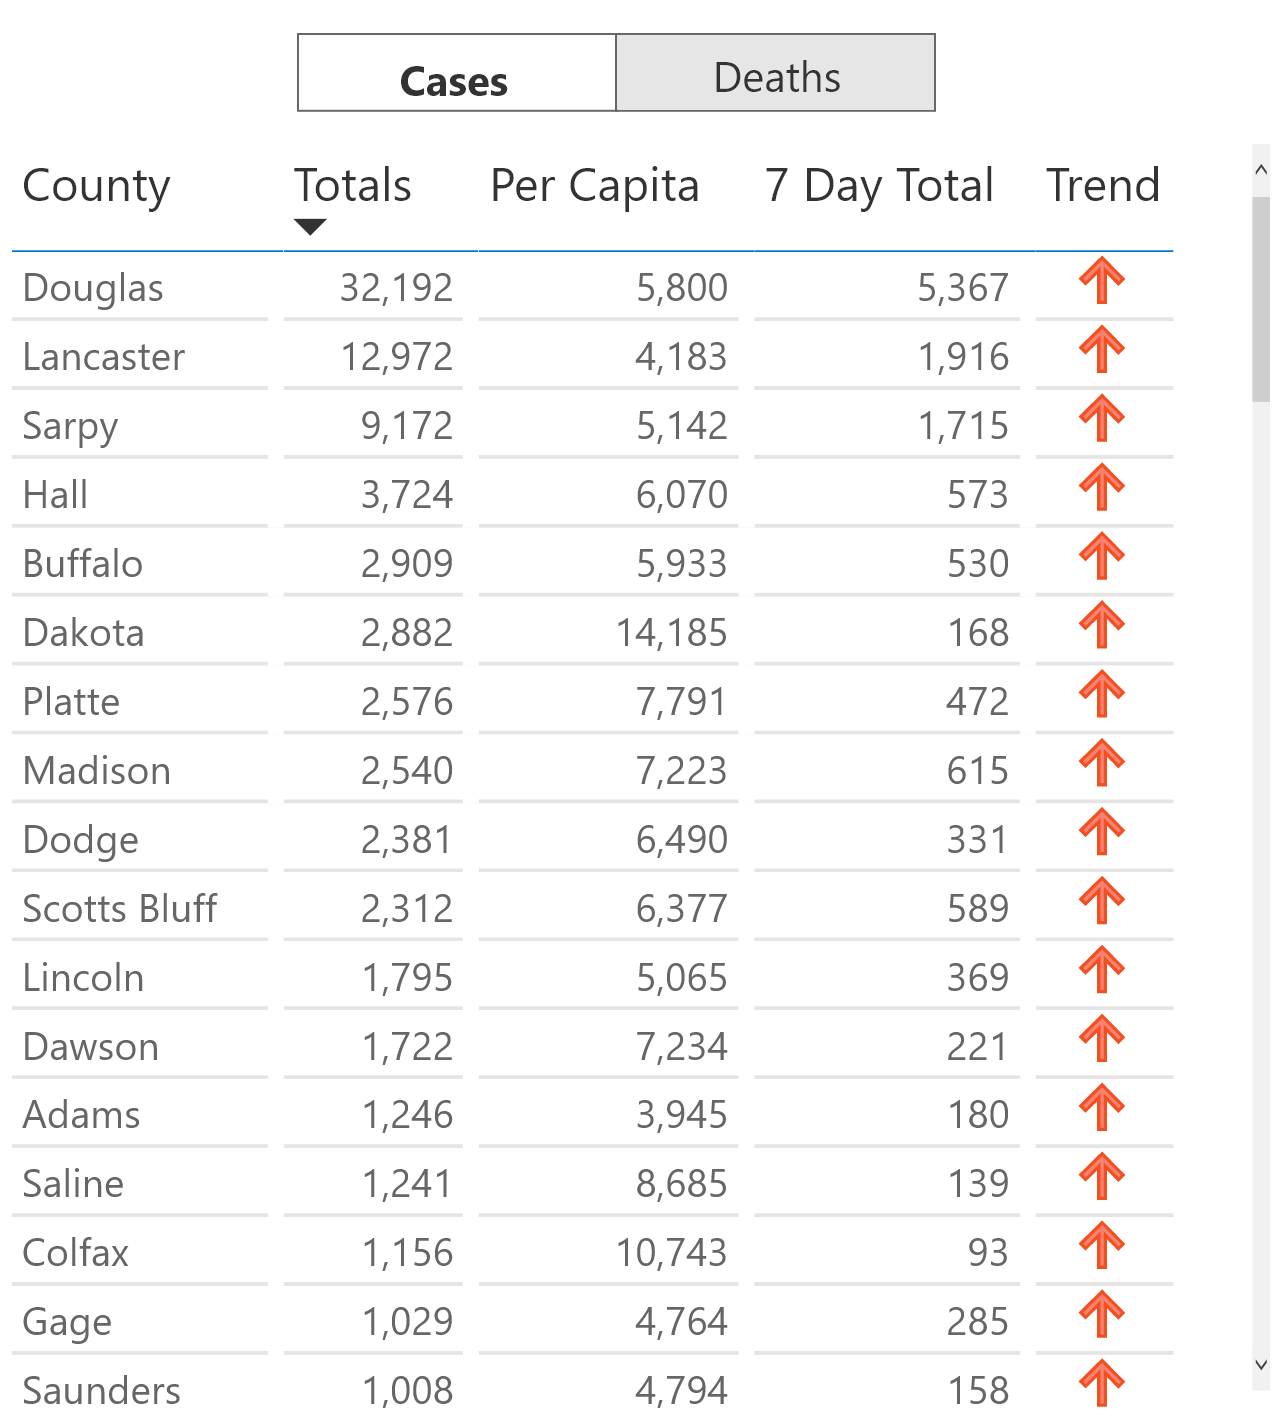 Cases Deaths
County Totals Per Capita 7 Day Total Trend
Douglas 32,192 5,800 5,367
Lancaster 12,972 4,183 1,916
Sarpy 9,172 5,142 1,715
Hall 3,724 6,070 573
Buffalo 2,909 5,933 530
Dakota 2,882 14,185 168
Platte 2,576 7,791 472
Madison 2,540 7,223 615
Dodge 2,381 6,490 331
Scotts Bluff 2,312 6,377 589
Lincoln 1,795 5,065 369
Dawson 1,722 7,234 221
Adams 1,246 3,945 180
Saline 1,241 8,685 139
Colfax 1,156 10,743 93
Gage 1,029 4,764 285
Saunders 1,008 4,794 158